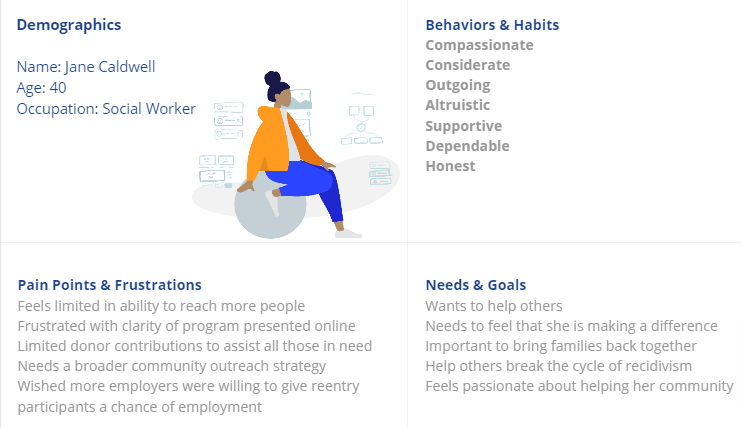 Demographics
Name: Jane Caldwell
Age: 40
Occupation: Social Worker
Behaviors & Habits
Compassionate
Considerate
Outgoing
Altruistic
Supportive
Dependable
Honest
Pain Points & Frustrations
Feels limited in ability to reach more people
Frustrated with clarity of program presented online
Limited donor contributions to assist all those in need
Needs a broader community outreach strategy
Wished more employers were willing to give reentry
participants a chance of employment
Needs & Goals
Wants to help others
Needs to feel that she is making a difference
Important to bring families back together
Help others break the cycle of recidivism
Feels passionate about helping her community